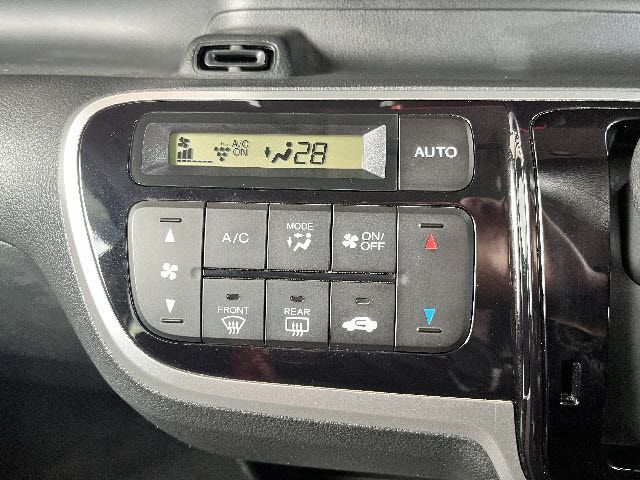 A/C
ON
28
AUTO
A/C
MODE
ON/
OFF
FRONT
REAR